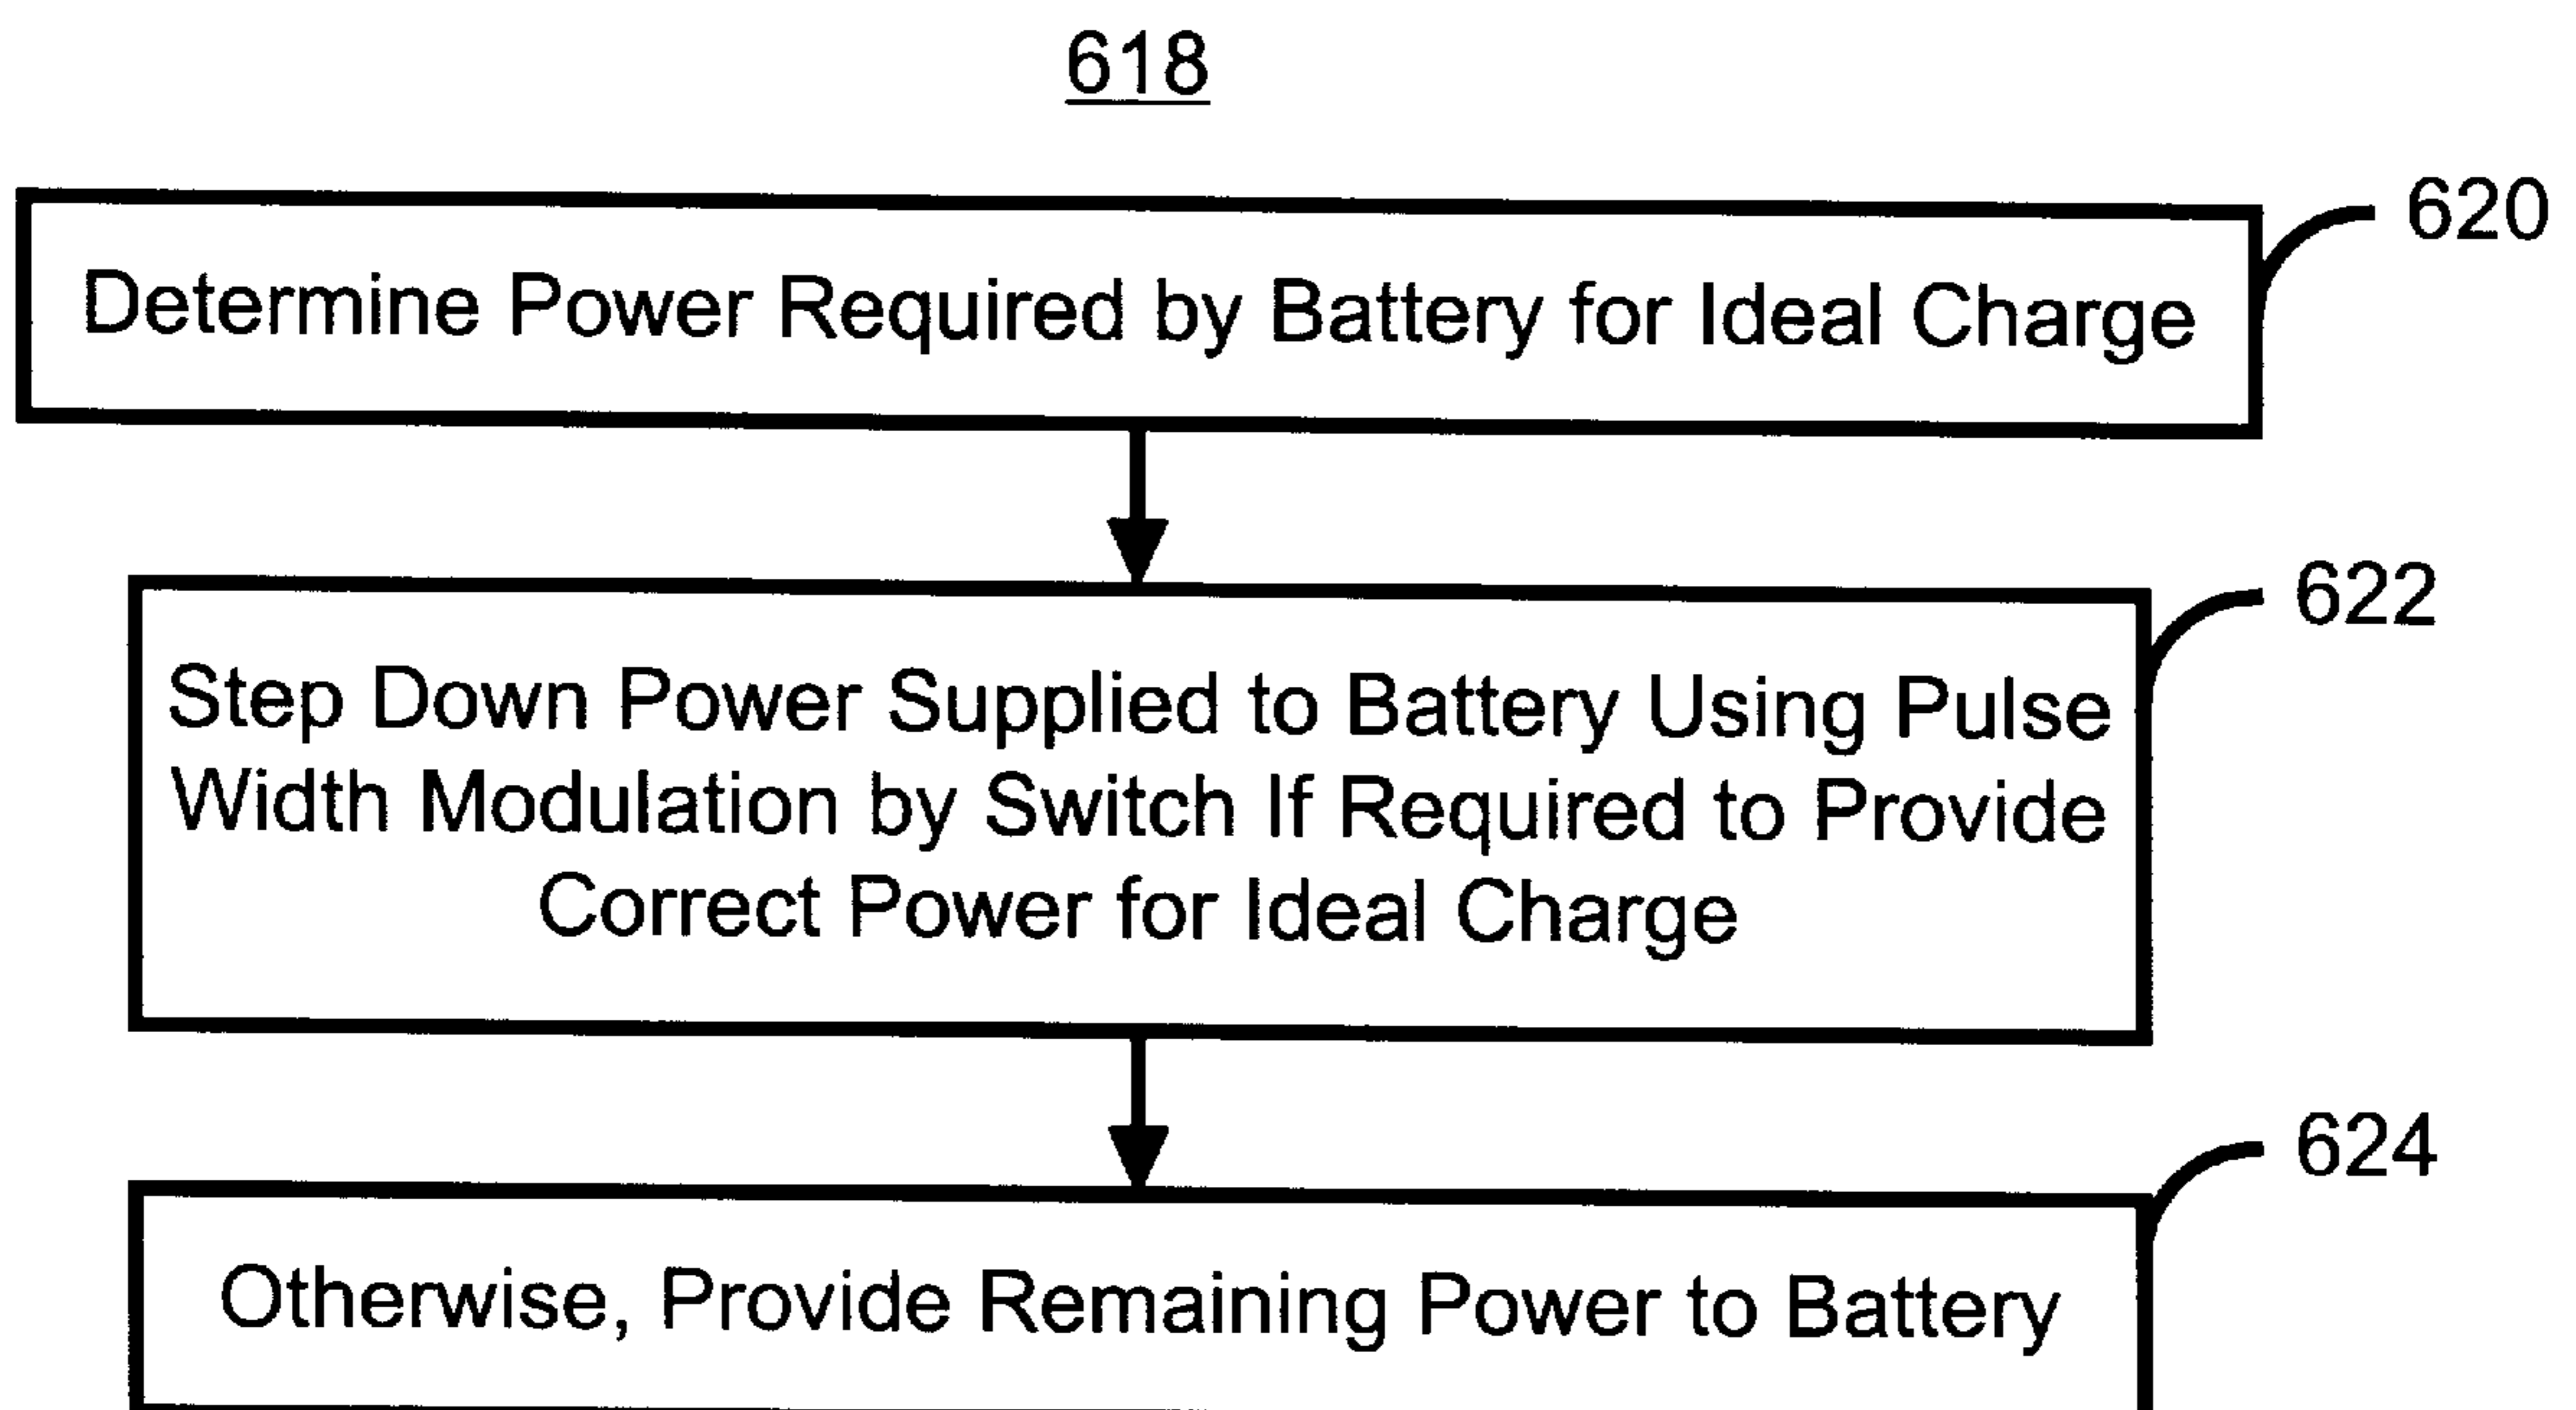 618
620
Determine Power Required by Battery for Ideal Charge
622
Step Down Power Supplied to Battery Using Pulse
Width Modulation by Switch If Required to Provide
Correct Power for Ideal Charge
624
Otherwise, Provide Remaining Power to Battery